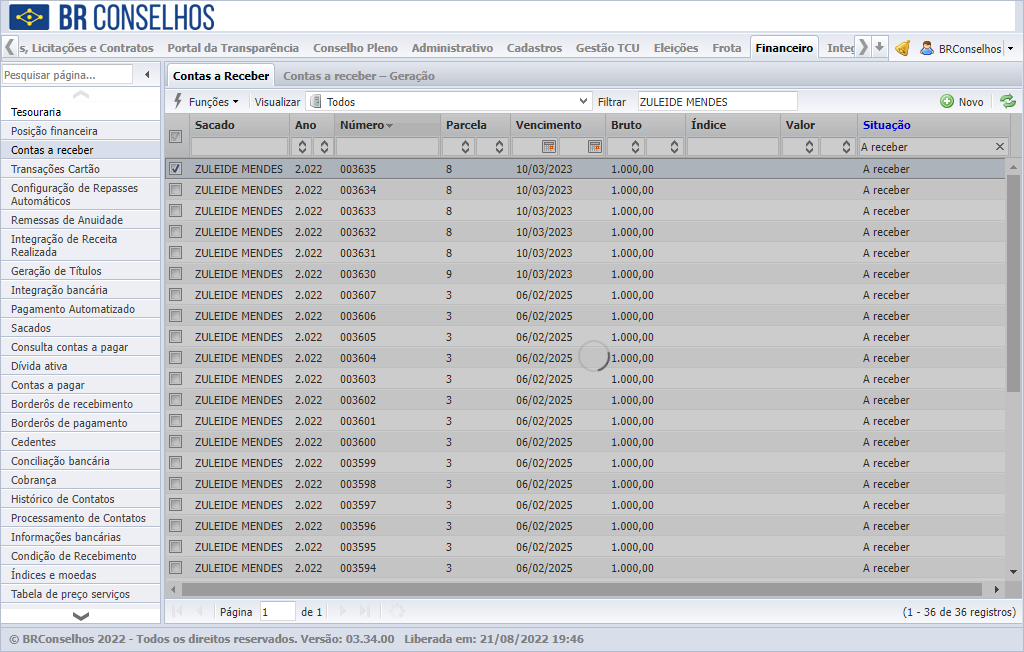 BR CONSELHOS
s, Licitações e Contratos Portal da Transparência Conselho Pleno Administrativo Cadastros Gestão TCU Eleições Frota Financeiro Integ BRConselhos
Pesquisar página...
Tesouraria
Posição financeira
Contas a receber
Transações Cartão
Configuração de Repasses
Automáticos
Remessas de Anuidade
Integração de Receita
Realizada
Geração de Títulos
Integração bancária
Pagamento Automatizado
Sacados
Consulta contas a pagar
Dívida ativa
Contas a pagar
Borderôs de recebimento
Borderôs de pagamento
Cedentes
Conciliação bancária
Cobrança
Histórico de Contatos
Processamento de Contatos
Informações bancárias
Condição de Recebimento
Índices e moedas
Tabela de preço serviços
Contas a Receber Contas a receber – Geração
Funções Visualizar Todos Filtrar ZULEIDE MENDES Novo
Sacado Ano Número Parcela Vencimento Bruto Índice Valor Situação
A receber
ZULEIDE MENDES 2.022 003635 8 10/03/2023 1.000,00 A receber
ZULEIDE MENDES 2.022 003634 8 10/03/2023 1.000,00 A receber
ZULEIDE MENDES 2.022 003633 8 10/03/2023 1.000,00 A receber
ZULEIDE MENDES 2.022 003632 8 10/03/2023 1.000,00 A receber
ZULEIDE MENDES 2.022 003631 8 10/03/2023 1.000,00 A receber
ZULEIDE MENDES 2.022 003630 9 10/03/2023 1.000,00 A receber
ZULEIDE MENDES 2.022 003607 3 06/02/2025 1.000,00 A receber
ZULEIDE MENDES 2.022 003606 3 06/02/2025 1.000,00 A receber
ZULEIDE MENDES 2.022 003605 3 06/02/2025 1.000,00 A receber
ZULEIDE MENDES 2.022 003604 3 06/02/2025 1.000,00 A receber
ZULEIDE MENDES 2.022 003603 3 06/02/2025 1.000,00 A receber
ZULEIDE MENDES 2.022 003602 3 06/02/2025 1.000,00 A receber
ZULEIDE MENDES 2.022 003601 3 06/02/2025 1.000,00 A receber
ZULEIDE MENDES 2.022 003600 3 06/02/2025 1.000,00 A receber
ZULEIDE MENDES 2.022 003599 3 06/02/2025 1.000,00 A receber
ZULEIDE MENDES 2.022 003598 3 06/02/2025 1.000,00 A receber
ZULEIDE MENDES 2.022 003597 3 06/02/2025 1.000,00 A receber
ZULEIDE MENDES 2.022 003596 3 06/02/2025 1.000,00 A receber
ZULEIDE MENDES 2.022 003595 3 06/02/2025 1.000,00 A receber
ZULEIDE MENDES 2.022 003594 3 06/02/2025 1.000,00 A receber
Página 1 de 1 (1 - 36 de 36 registros)
© BRConselhos 2022 - Todos os direitos reservados. Versão: 03.34.00 Liberada em: 21/08/2022 19:46